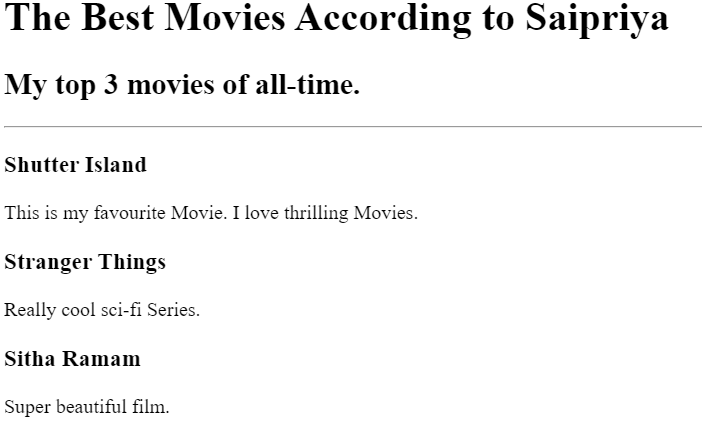 The Best Movies According to Saipriya
My top 3 movies of all-time.
Shutter Island
This is my favourite Movie. I love thrilling Movies.
Stranger Things
Really cool sci-fi Series.
Sitha Ramam
Super beautiful film.